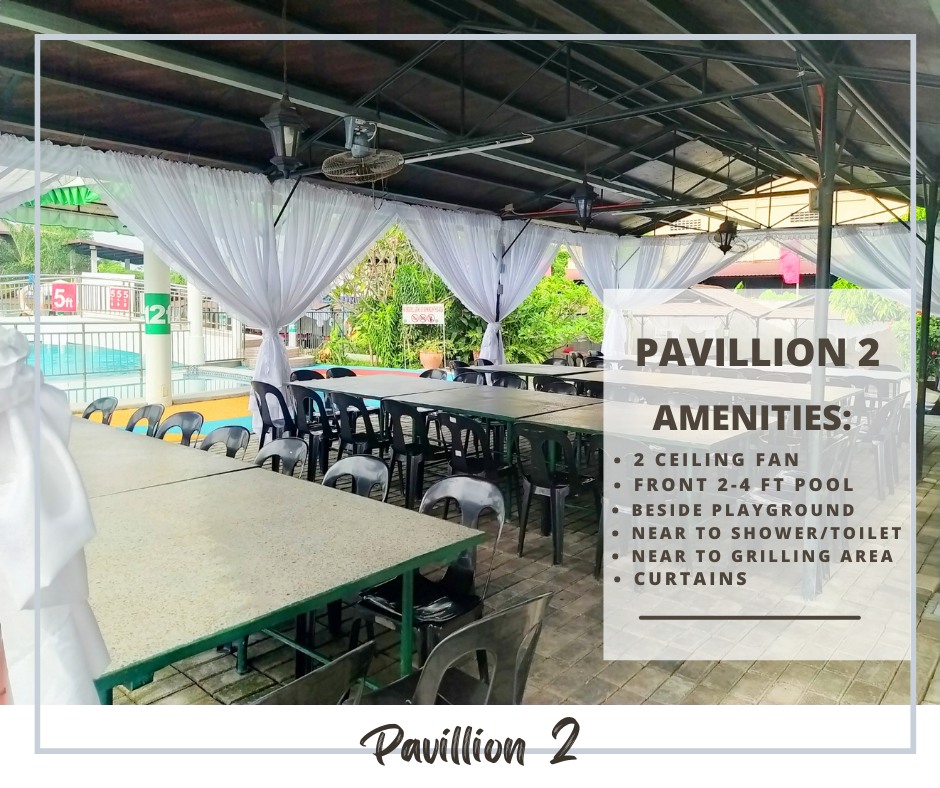 5ft
2
PAVILLION 2
AMENITIES:
• 2 CEILING FAN
• FRONT 2-4 FT POOL
• BESIDE PLAYGROUND
• NEAR TO SHOWER/TOILET
• NEAR TO GRILLING AREA
• CURTAINS
Pavillion 2